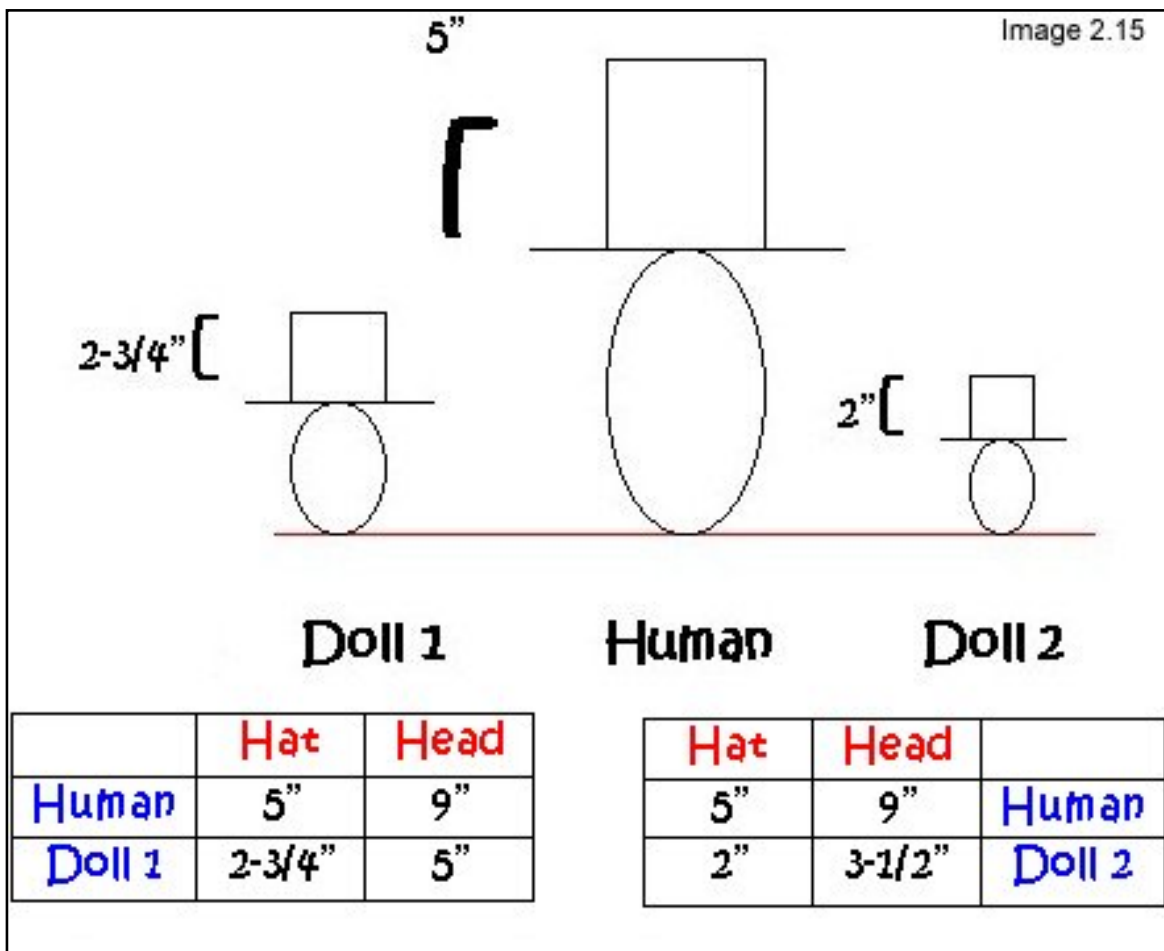 Image 2.15
5”
2-3/4”
2”
Doll 1 Human Doll 2
Hat Head
Human 5” 9”
Doll 1 2-3/4” 5”
Hat Head
5” 9” Human
2” 3-1/2” Doll 2